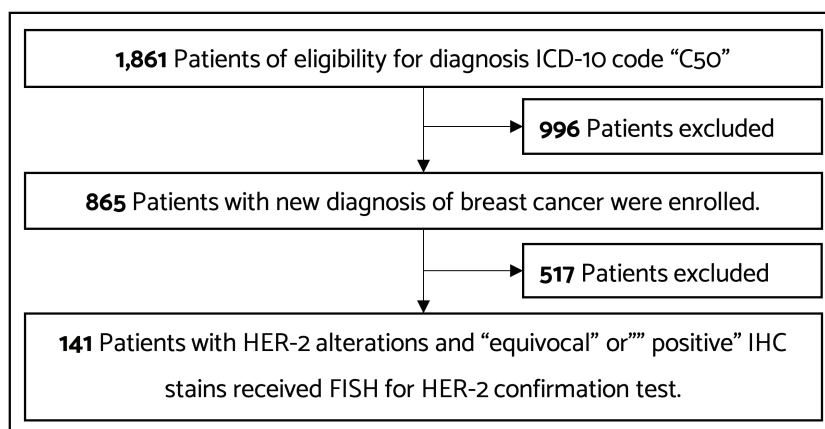 1,861 Patients of eligibility for diagnosis ICD-10 code “C50”
996 Patients excluded
865 Patients with new diagnosis of breast cancer were enrolled.
517 Patients excluded
141 Patients with HER-2 alterations and “equivocal” or”” positive” IHC
stains received FISH for HER-2 confirmation test.